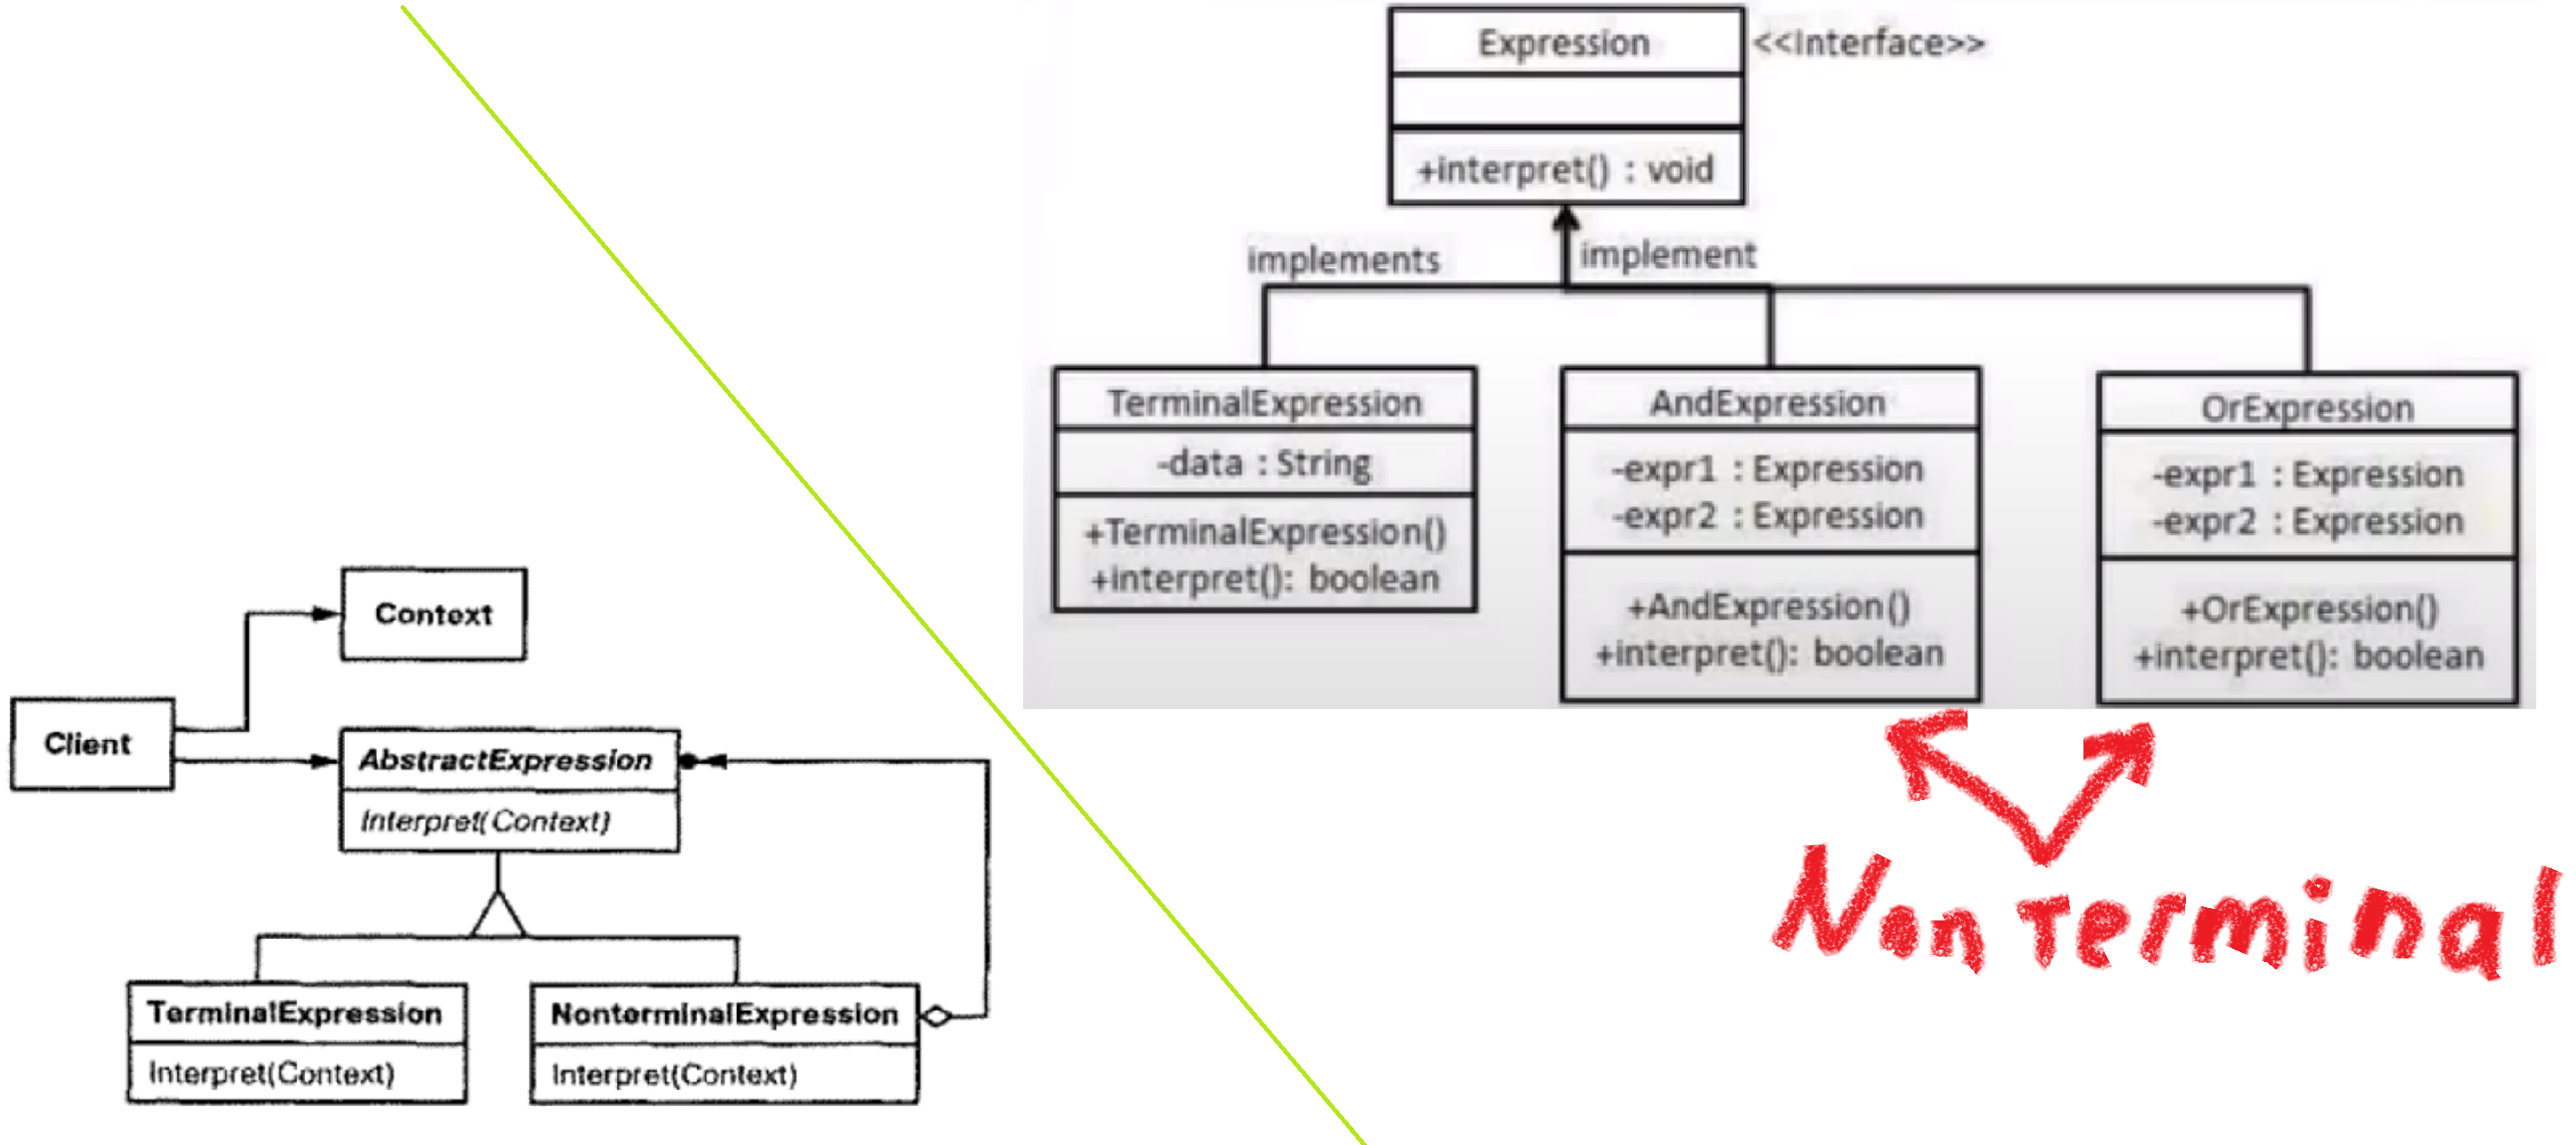 Expression
<<Interface>>
+interpret() : void
implements
implement
TerminalExpression
-data : String
+TerminalExpression()
+interpret(): boolean
AndExpression
-expr1 : Expression
-expr2 : Expression
+AndExpression()
+interpret(): boolean
OrExpression
-expr1 : Expression
-expr2 : Expression
+OrExpression()
+interpret(): boolean
Non Terminal
Context
Client
AbstractExpression
Interpret(Context)
TerminalExpression
Interpret(Context)
NonterminalExpression
Interpret(Context)